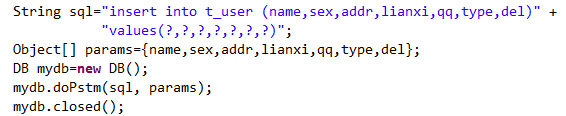 String sql="insert into t_user (name,sex,addr,lianxi,qq,type,del)" +
"values(?,?,?,?,?,?,?)";
Object[] params={name,sex,addr,lianxi,qq,type,del};
DB mydb=new DB();
mydb.doPstm(sql, params);
mydb.closed();